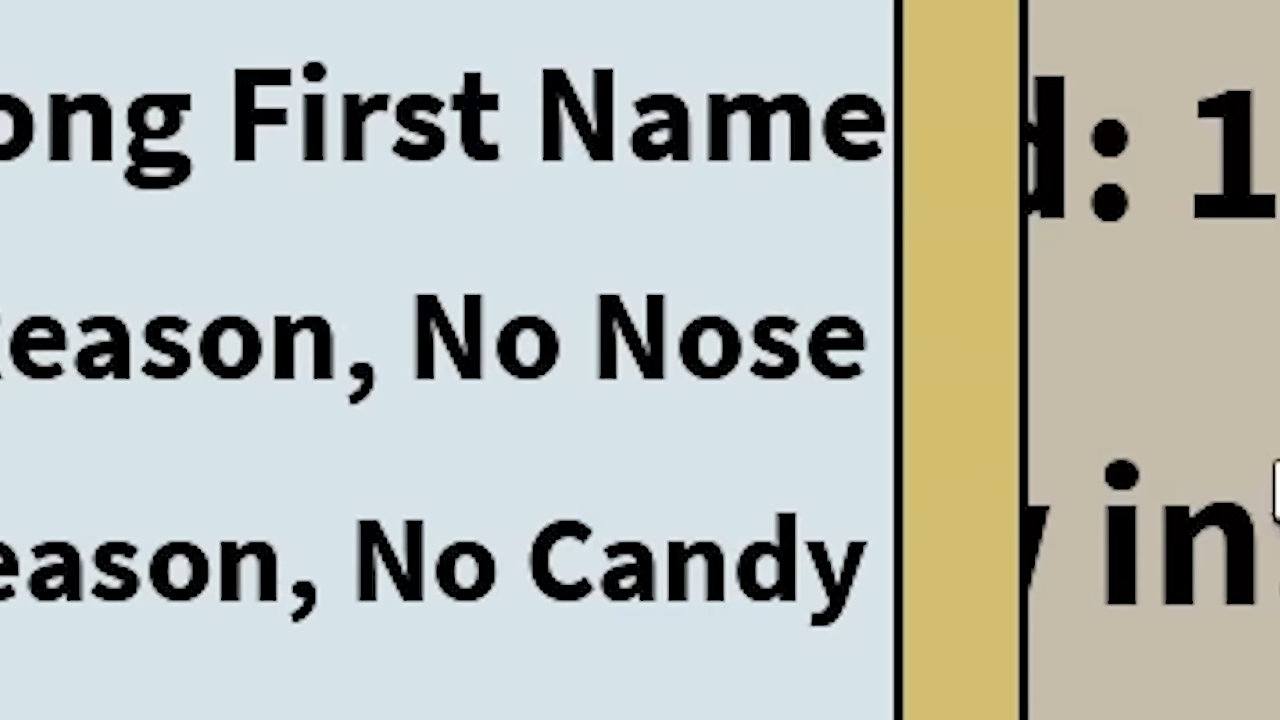 ong First Name
eason, No Nose
eason, No Candy
d: 1
in